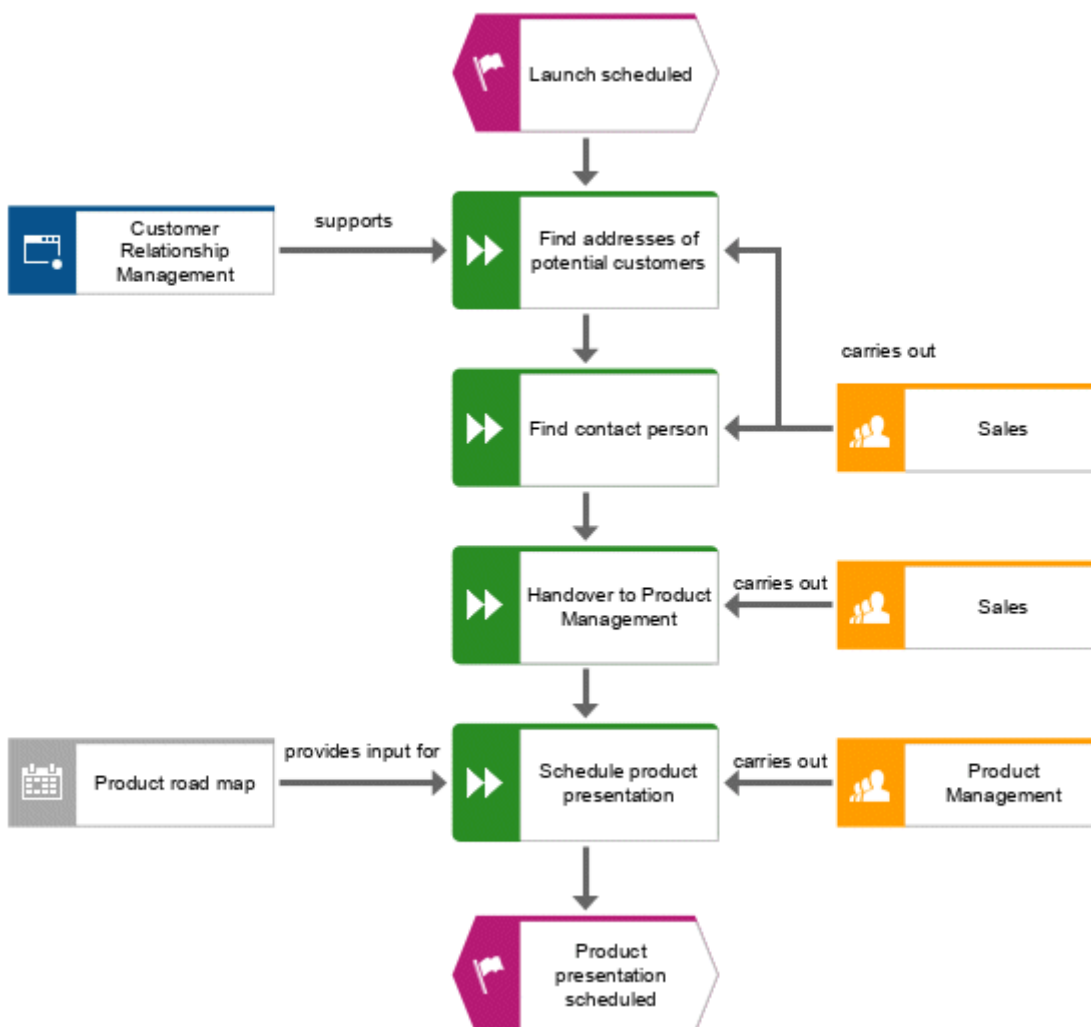 Launch scheduled
supports
Customer
Relationship
Management
Find addresses of
potential customers
carries out
Find contact person
Sales
Handover to Product
Management
carries out
Sales
Product road map
provides input for
Schedule product
presentation
carries out
Product
Management
Product
presentation
scheduled